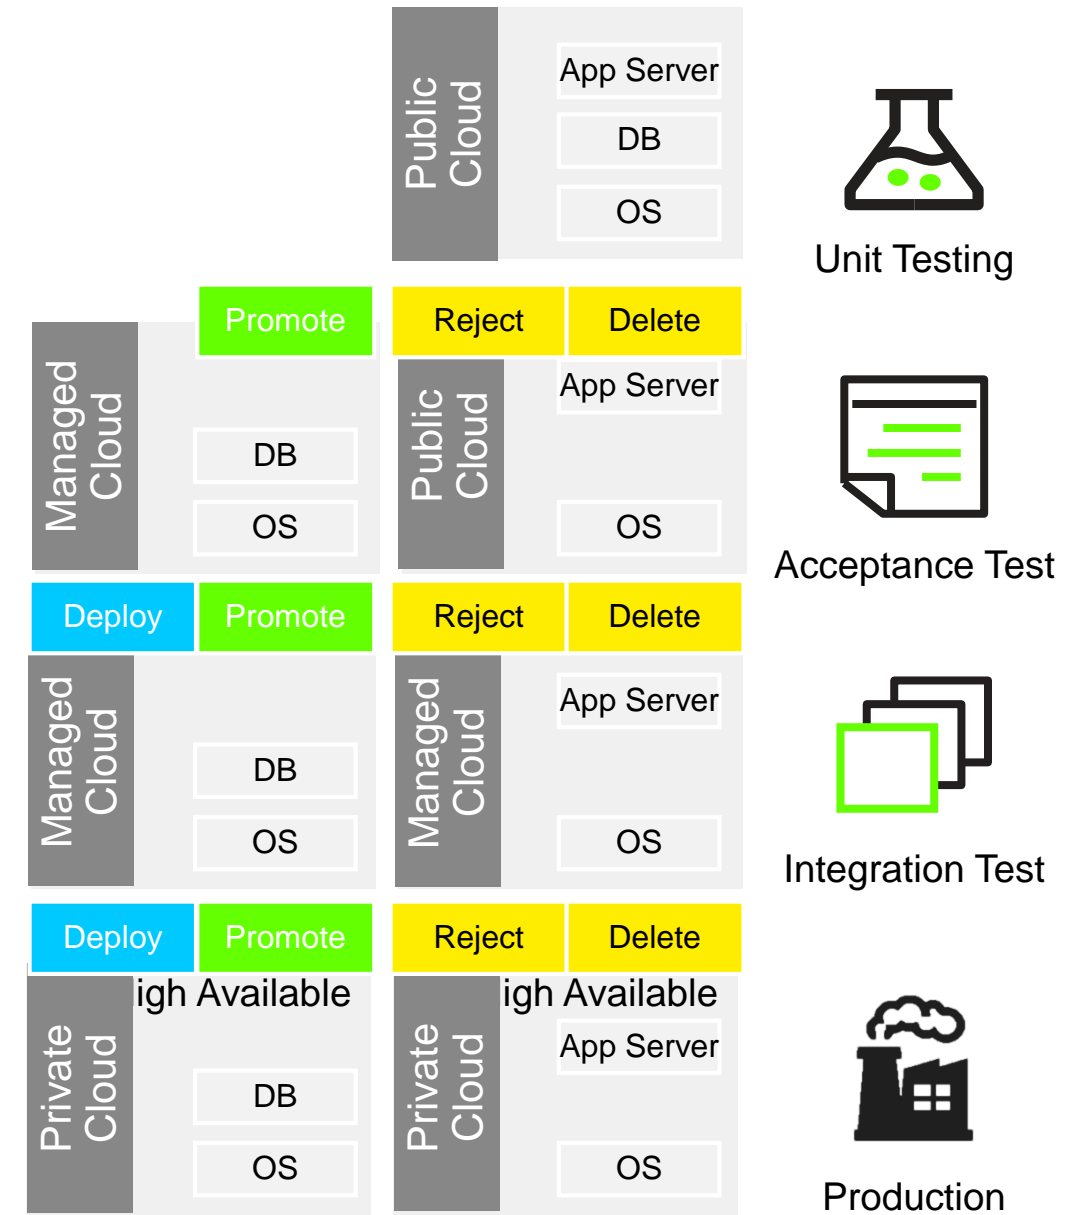 Public
Cloud
App Server
DB
OS
Unit Testing
Promote
Reject
Delete
Managed
Cloud
DB
OS
Public
Cloud
App Server
OS
Acceptance Test
Deploy
Promote
Reject
Delete
Managed
Cloud
DB
OS
Managed
Cloud
App Server
OS
Integration Test
Deploy
Promote
Reject
Delete
igh Available
Private
Cloud
DB
OS
igh Available
Private
Cloud
App Server
OS
Production